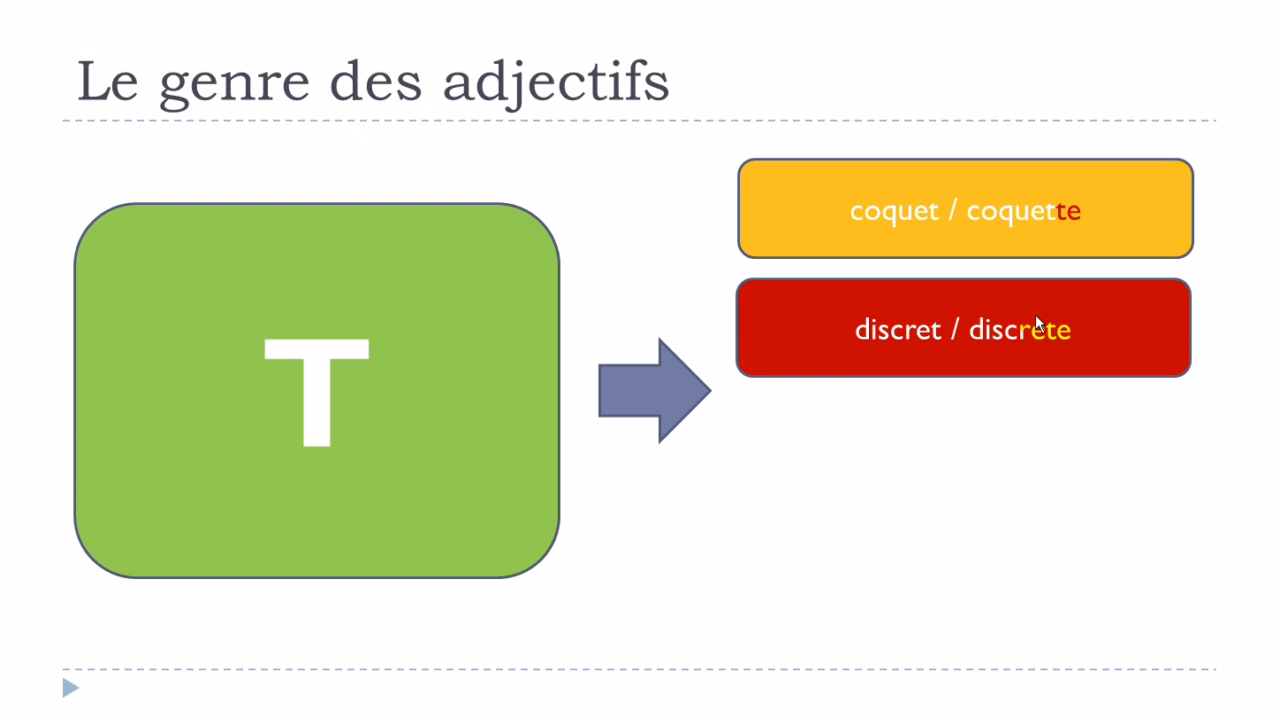 Le genre des adjectifs
T
coquet / coquette
discret / discrète